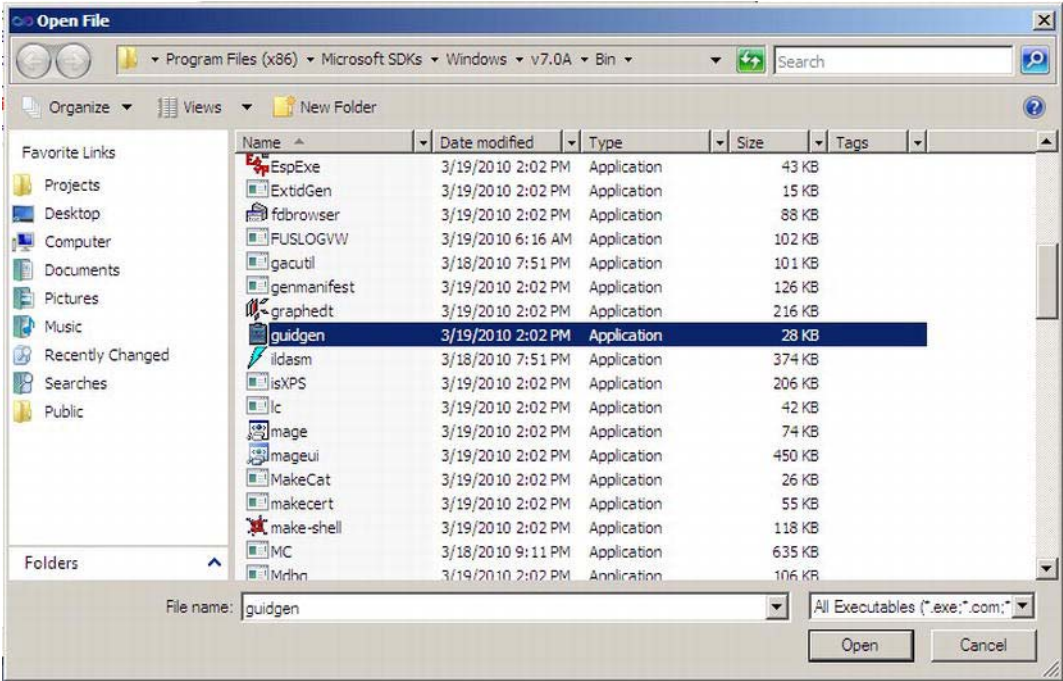 Open File
Program Files (x86) Microsoft SDKs Windows v7.0A Bin Search
Organize Views New Folder
Favorite Links
Projects
Desktop
Computer
Documents
Pictures
Music
Recently Changed
Searches
Public
Folders
Name Date modified Type Size Tags
EspExe 3/19/2010 2:02 PM Application 43 KB
ExtidGen 3/19/2010 2:02 PM Application 15 KB
fdbrowser 3/19/2010 2:02 PM Application 88 KB
FUSLOGVW 3/19/2010 6:16 AM Application 102 KB
gacutil 3/18/2010 7:51 PM Application 101 KB
genmanifest 3/19/2010 2:02 PM Application 126 KB
graphedt 3/19/2010 2:02 PM Application 216 KB
guidgen 3/19/2010 2:02 PM Application 28 KB
ildasm 3/18/2010 7:51 PM Application 374 KB
isXPS 3/19/2010 2:02 PM Application 206 KB
lc 3/19/2010 2:02 PM Application 42 KB
mage 3/19/2010 2:02 PM Application 74 KB
mageui 3/19/2010 2:02 PM Application 450 KB
MakeCat 3/19/2010 2:02 PM Application 26 KB
makecert 3/19/2010 2:02 PM Application 55 KB
make-shell 3/19/2010 2:02 PM Application 118 KB
MC 3/18/2010 9:11 PM Application 635 KB
3/19/2010 2:02 PM Application 106 KB
File name: guidgen All Executables (*.exe;*.com;*
Open Cancel